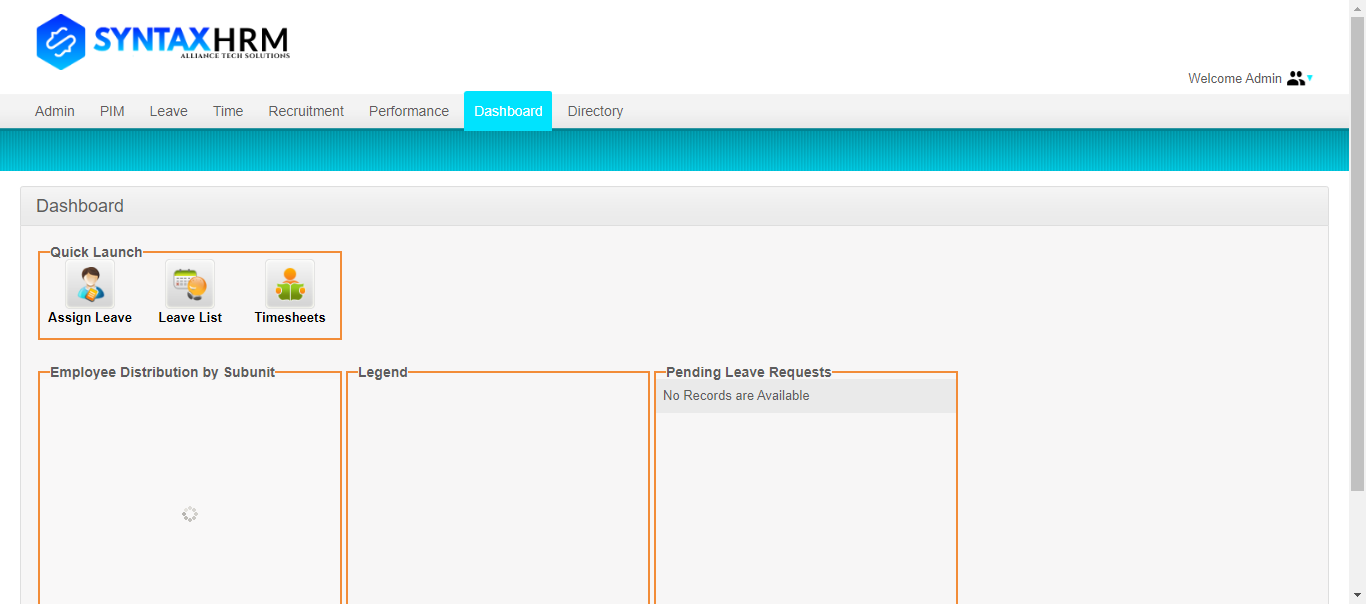 SYNTAXHRM
ALLIANCE TECH SOLUTIONS
Welcome Admin
Admin PIM Leave Time Recruitment Performance Dashboard Directory
Dashboard
Quick Launch
Assign Leave Leave List Timesheets
Employee Distribution by Subunit Legend Pending Leave Requests
No Records are Available